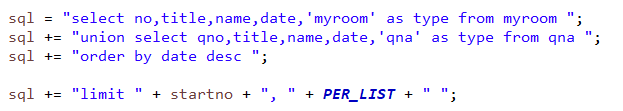 sql = "select no,title,name,date,'myroom' as type from myroom ";
sql += "union select qno,title,name,date,'qna' as type from qna ";
sql += "order by date desc ";
sql += "limit " + startno + ", " + PER_LIST + " ";